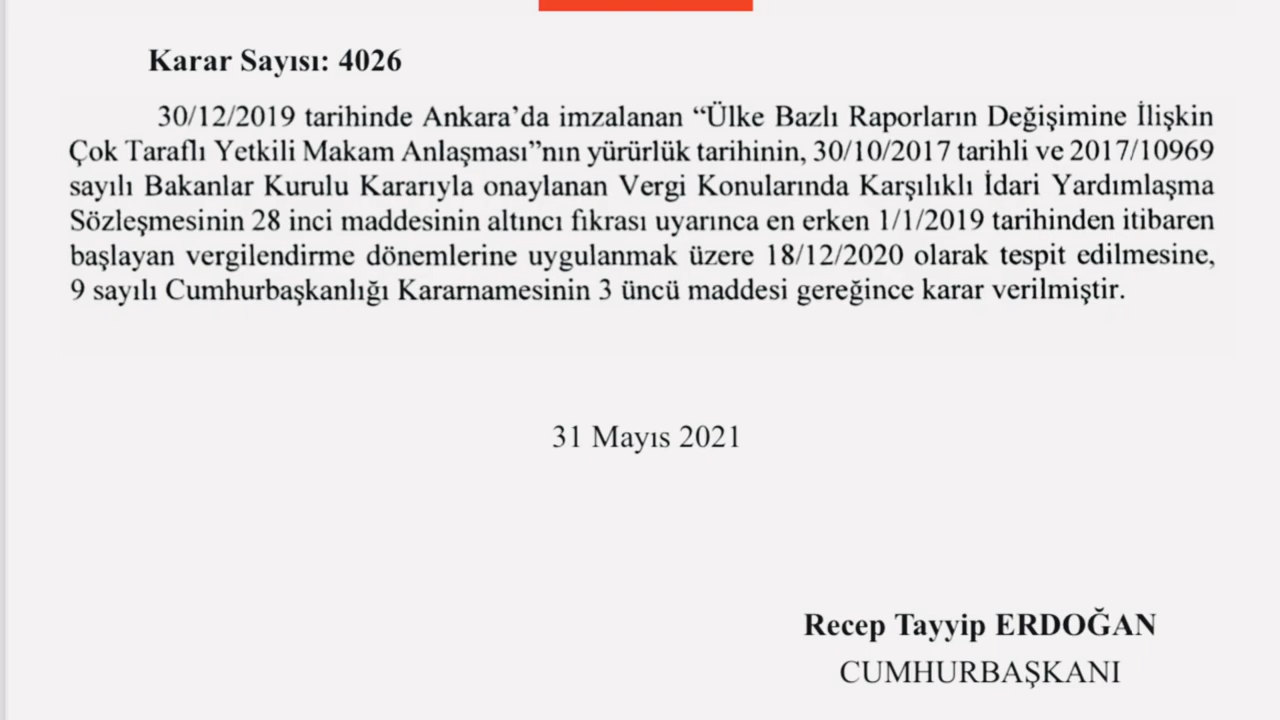 Karar Sayısı: 4026
30/12/2019 tarihinde Ankara’da imzalanan “Ülke Bazlı Raporların Değişimine İlişkin
Çok Taraflı Yetkili Makam Anlaşması”nın yürürlük tarihinin, 30/10/2017 tarihli ve 2017/10969
sayılı Bakanlar Kurulu Kararıyla onaylanan Vergi Konularında Karşılıklı İdari Yardımlaşma
Sözleşmesinin 28 inci maddesinin altıncı fıkrası uyarınca en erken 1/1/2019 tarihinden itibaren
başlayan vergilendirme dönemlerine uygulanmak üzere 18/12/2020 olarak tespit edilmesine,
9 sayılı Cumhurbaşkanlığı Kararnamesinin 3 üncü maddesi gereğince karar verilmiştir.
31 Mayıs 2021
Recep Tayyip ERDOĞAN
CUMHURBAŞKANI